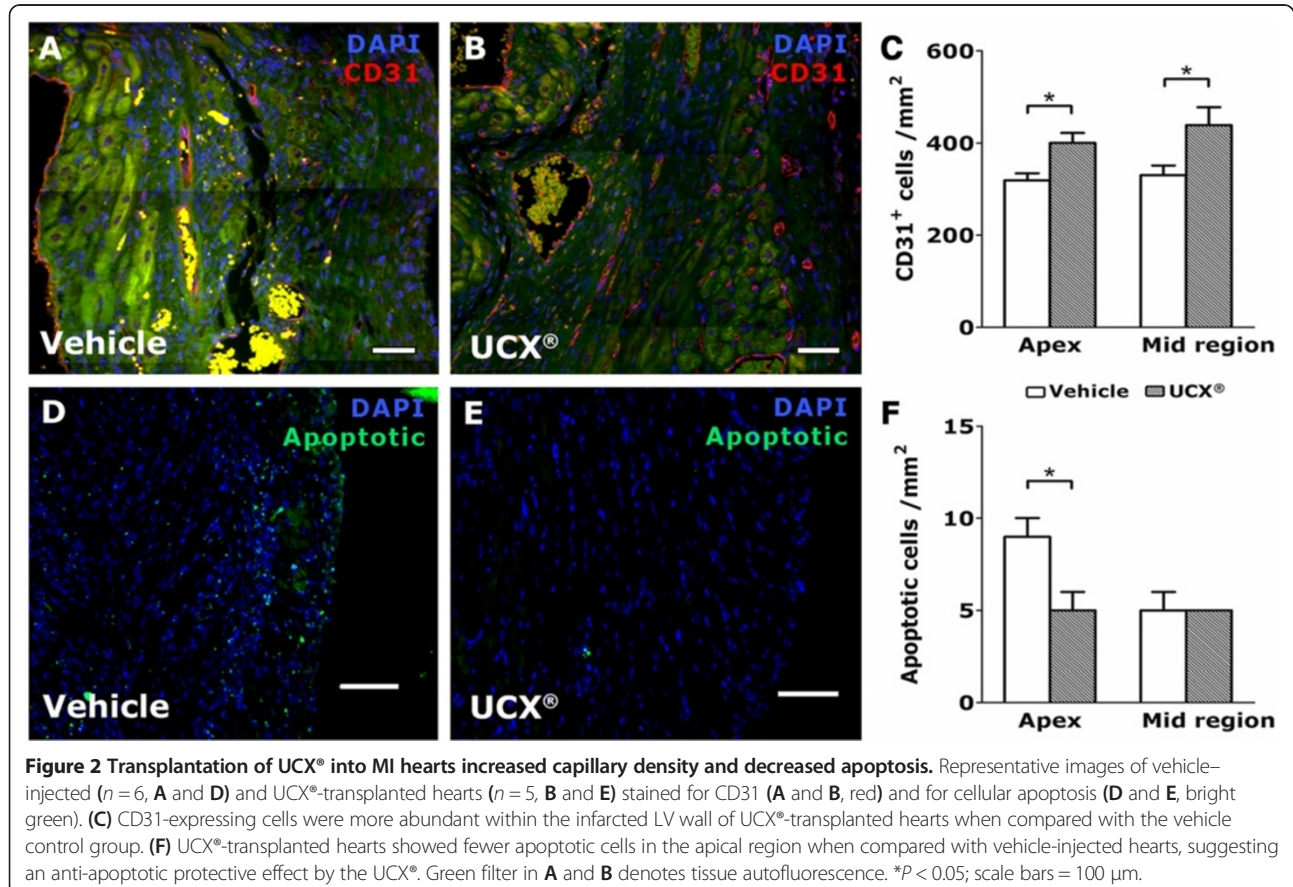 A
DAPI
CD31
Vehicle
B
DAPI
CD31
UCX®
C
CD31+ cells /mm2
600
400
200
0
*
*
Apex
Mid region
Vehicle UCX®
D
DAPI
Apoptotic
Vehicle
E
DAPI
Apoptotic
UCX®
F
Apoptotic cells /mm2
15
10
5
0
*
Apex
Mid region
Figure 2 Transplantation of UCX® into MI hearts increased capillary density and decreased apoptosis. Representative images of vehicle–
injected (n = 6, A and D) and UCX®-transplanted hearts (n = 5, B and E) stained for CD31 (A and B, red) and for cellular apoptosis (D and E, bright
green). (C) CD31-expressing cells were more abundant within the infarcted LV wall of UCX®-transplanted hearts when compared with the vehicle
control group. (F) UCX®-transplanted hearts showed fewer apoptotic cells in the apical region when compared with vehicle-injected hearts, suggesting
an anti-apoptotic protective effect by the UCX®. Green filter in A and B denotes tissue autofluorescence. *P < 0.05; scale bars = 100 μm.